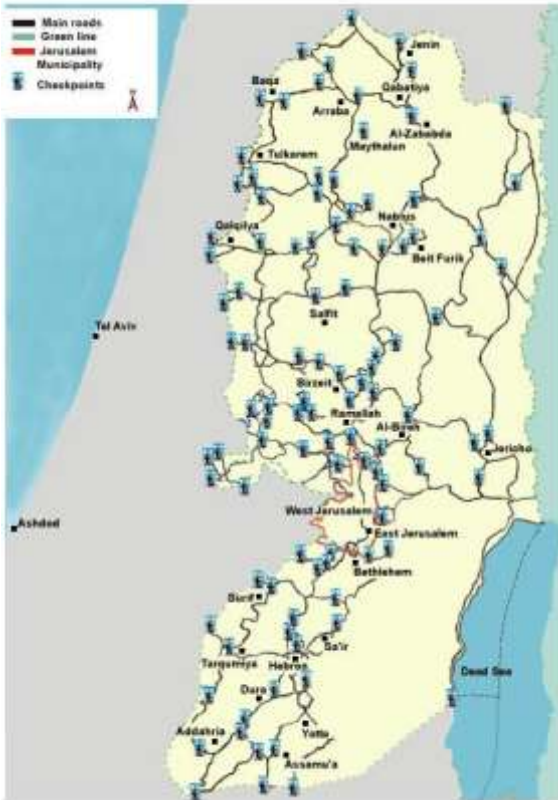 Main roads
Green line
Jerusalem
Municipality
Checkpoints
Jenin
Baqa
Qabatiya
Arraba
Al-Zababda
Maythalun
Tulkarem
Nablus
Qalqilya
Beit Furik
Salfit
Tel Aviv
Birzeit
Ramallah
Al-Bireh
Jericho
West Jerusalem
Ashdod
East Jerusalem
Bethlehem
Surif
Sa'ir
Tarqumiya
Hebron
Dead Sea
Dura
Addahria
Yatta
Assamu'a